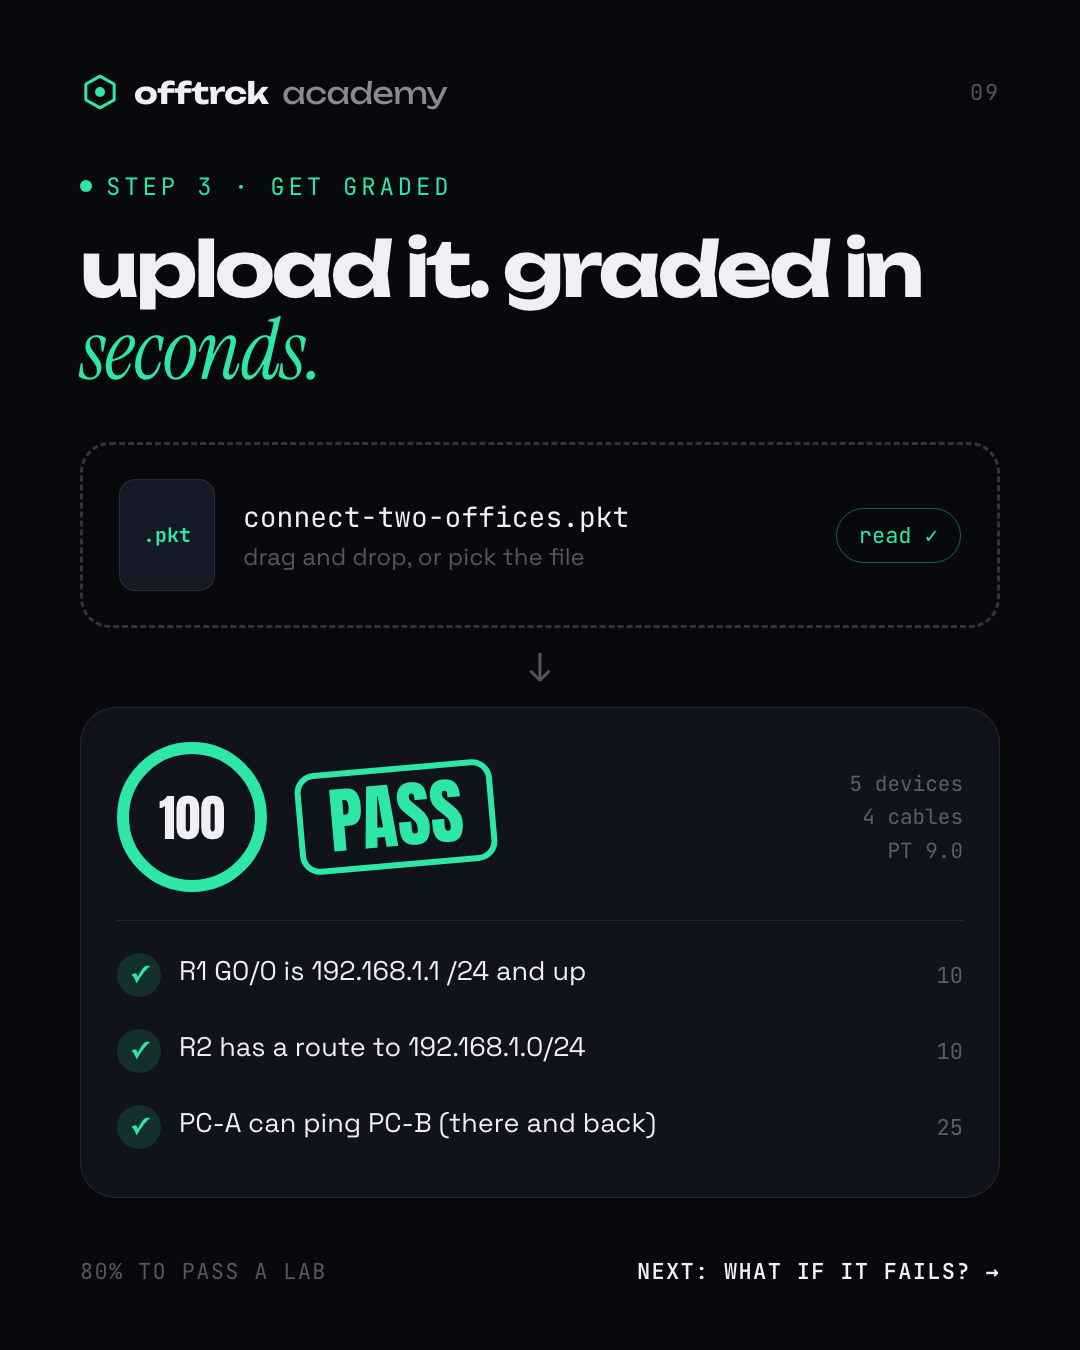 offtrck academy
09
STEP 3 · GET GRADED
upload it. graded in
seconds.
.pkt
connect-two-offices.pkt
drag and drop, or pick the file
read ✓
↓
100
PASS
5 devices
4 cables
PT 9.0
✓ R1 G0/0 is 192.168.1.1 /24 and up 10
✓ R2 has a route to 192.168.1.0/24 10
✓ PC-A can ping PC-B (there and back) 25
80% TO PASS A LAB
NEXT: WHAT IF IT FAILS? →